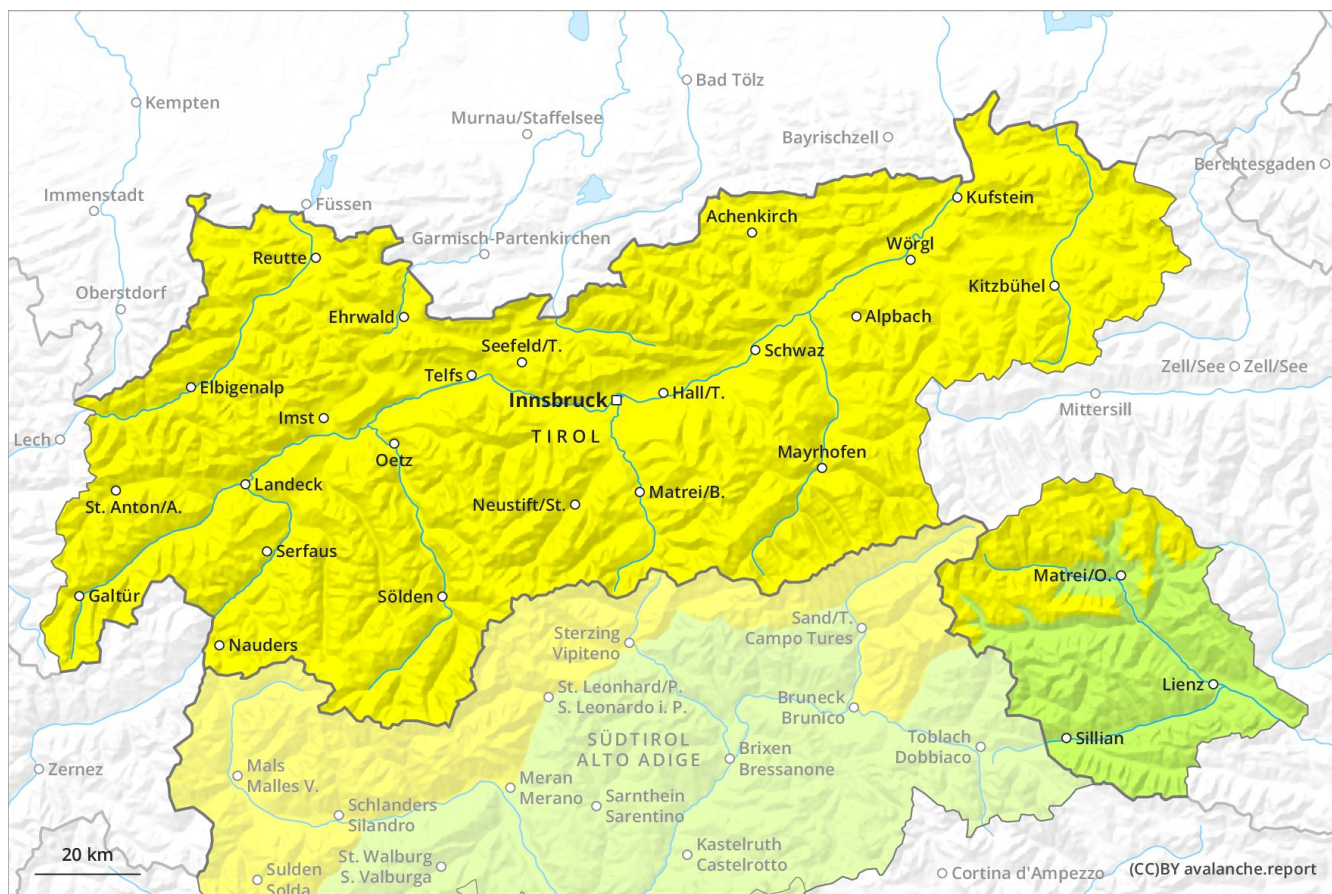 Bad Tölz
Kempten
Murnau/Staffelsee
Bayrischzell
Berchtesgaden
Immenstadt
Füssen
Kufstein
Achenkirch
Garmisch-Partenkirchen
Wörgl
Reutte
Kitzbühel
Oberstdorf
Ehrwald
Alpbach
Seefeld/T.
Schwaz
Telfs
Zell/See
Zell/See
Elbigenalp
Hall/T.
Innsbruck
Mittersill
Imst
TIROL
Lech
Oetz
Mayrhofen
Landeck
Matrei/B.
St. Anton/A.
Neustift/St.
Serfaus
Matrei/O.
Galtür
Sölden
Sand/T.
Campo Tures
Sterzing
Vipiteno
Nauders
Lienz
St. Leonhard/P.
S. Leonardo i. P.
Bruneck
Brunico
SÜDTIROL
ALTO ADIGE
Toblach
Dobbiaco
Sillian
Brixen
Bressanone
Zernez
Mals
Malles V.
Meran
Merano
Sarnthein
Sarentino
Schlanders
Silandro
Kastelruth
Castelrotto
20 km
St. Walburg
S. Valburga
Sulden
Solda
Cortina d'Ampezzo
(CC)BY avalanche.report